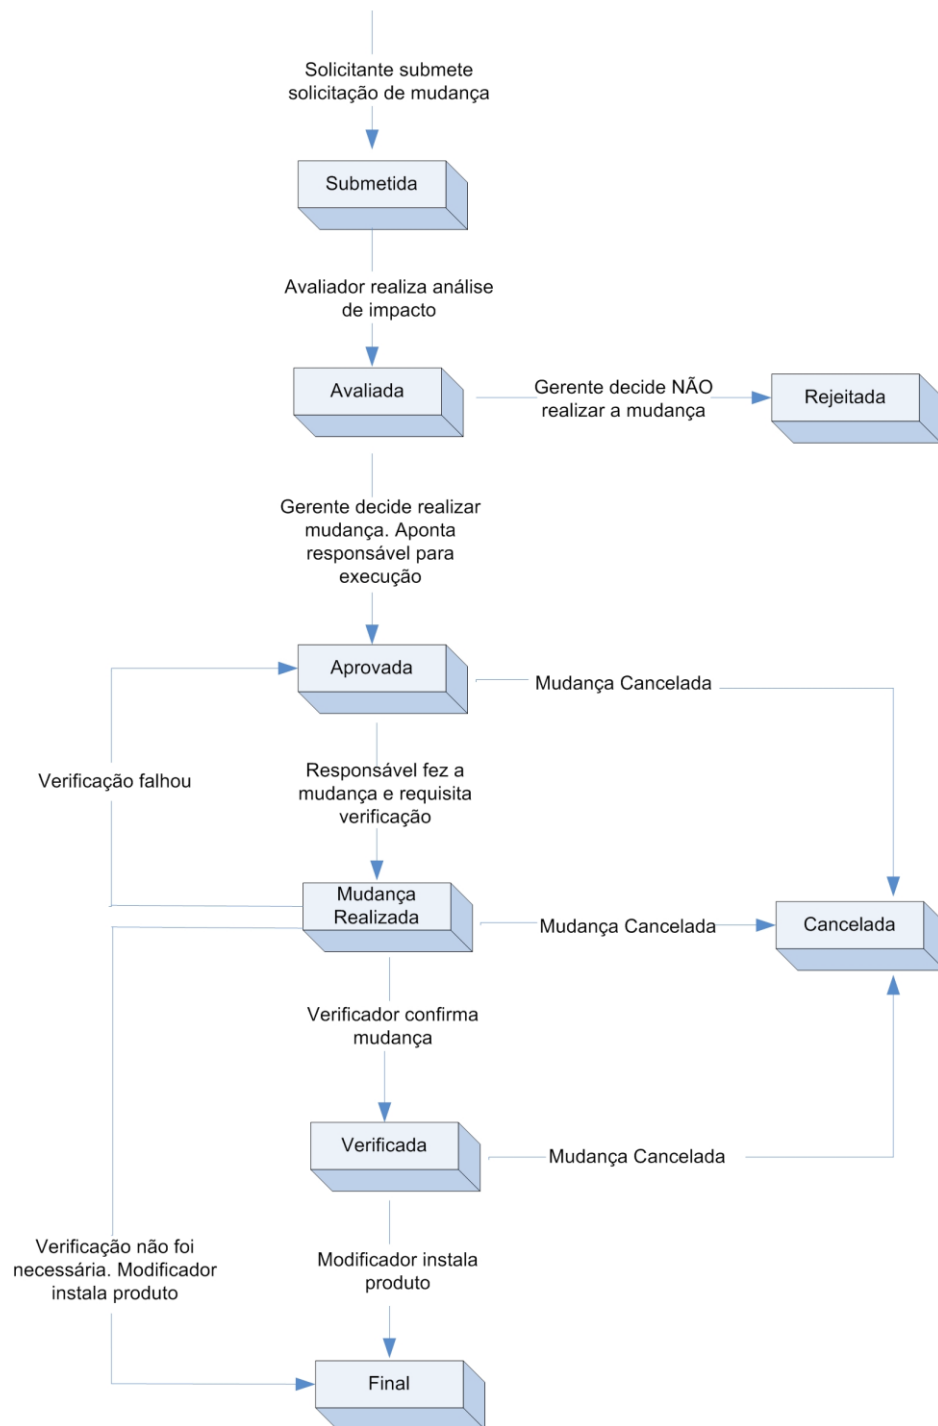 Solicitante submete
solicitação de mudança
Submetida
Avaliador realiza análise
de impacto
Avaliada
Gerente decide NÃO
realizar a mudança
Rejeitada
Gerente decide realizar
mudança. Aponta
responsável para
execução
Aprovada
Mudança Cancelada
Verificação falhou
Responsável fez a
mudança e requisita
verificação
Mudança
Realizada
Mudança Cancelada
Cancelada
Verificador confirma
mudança
Verificada
Mudança Cancelada
Verificação não foi
necessária. Modificador
instala produto
Modificador instala
produto
Final